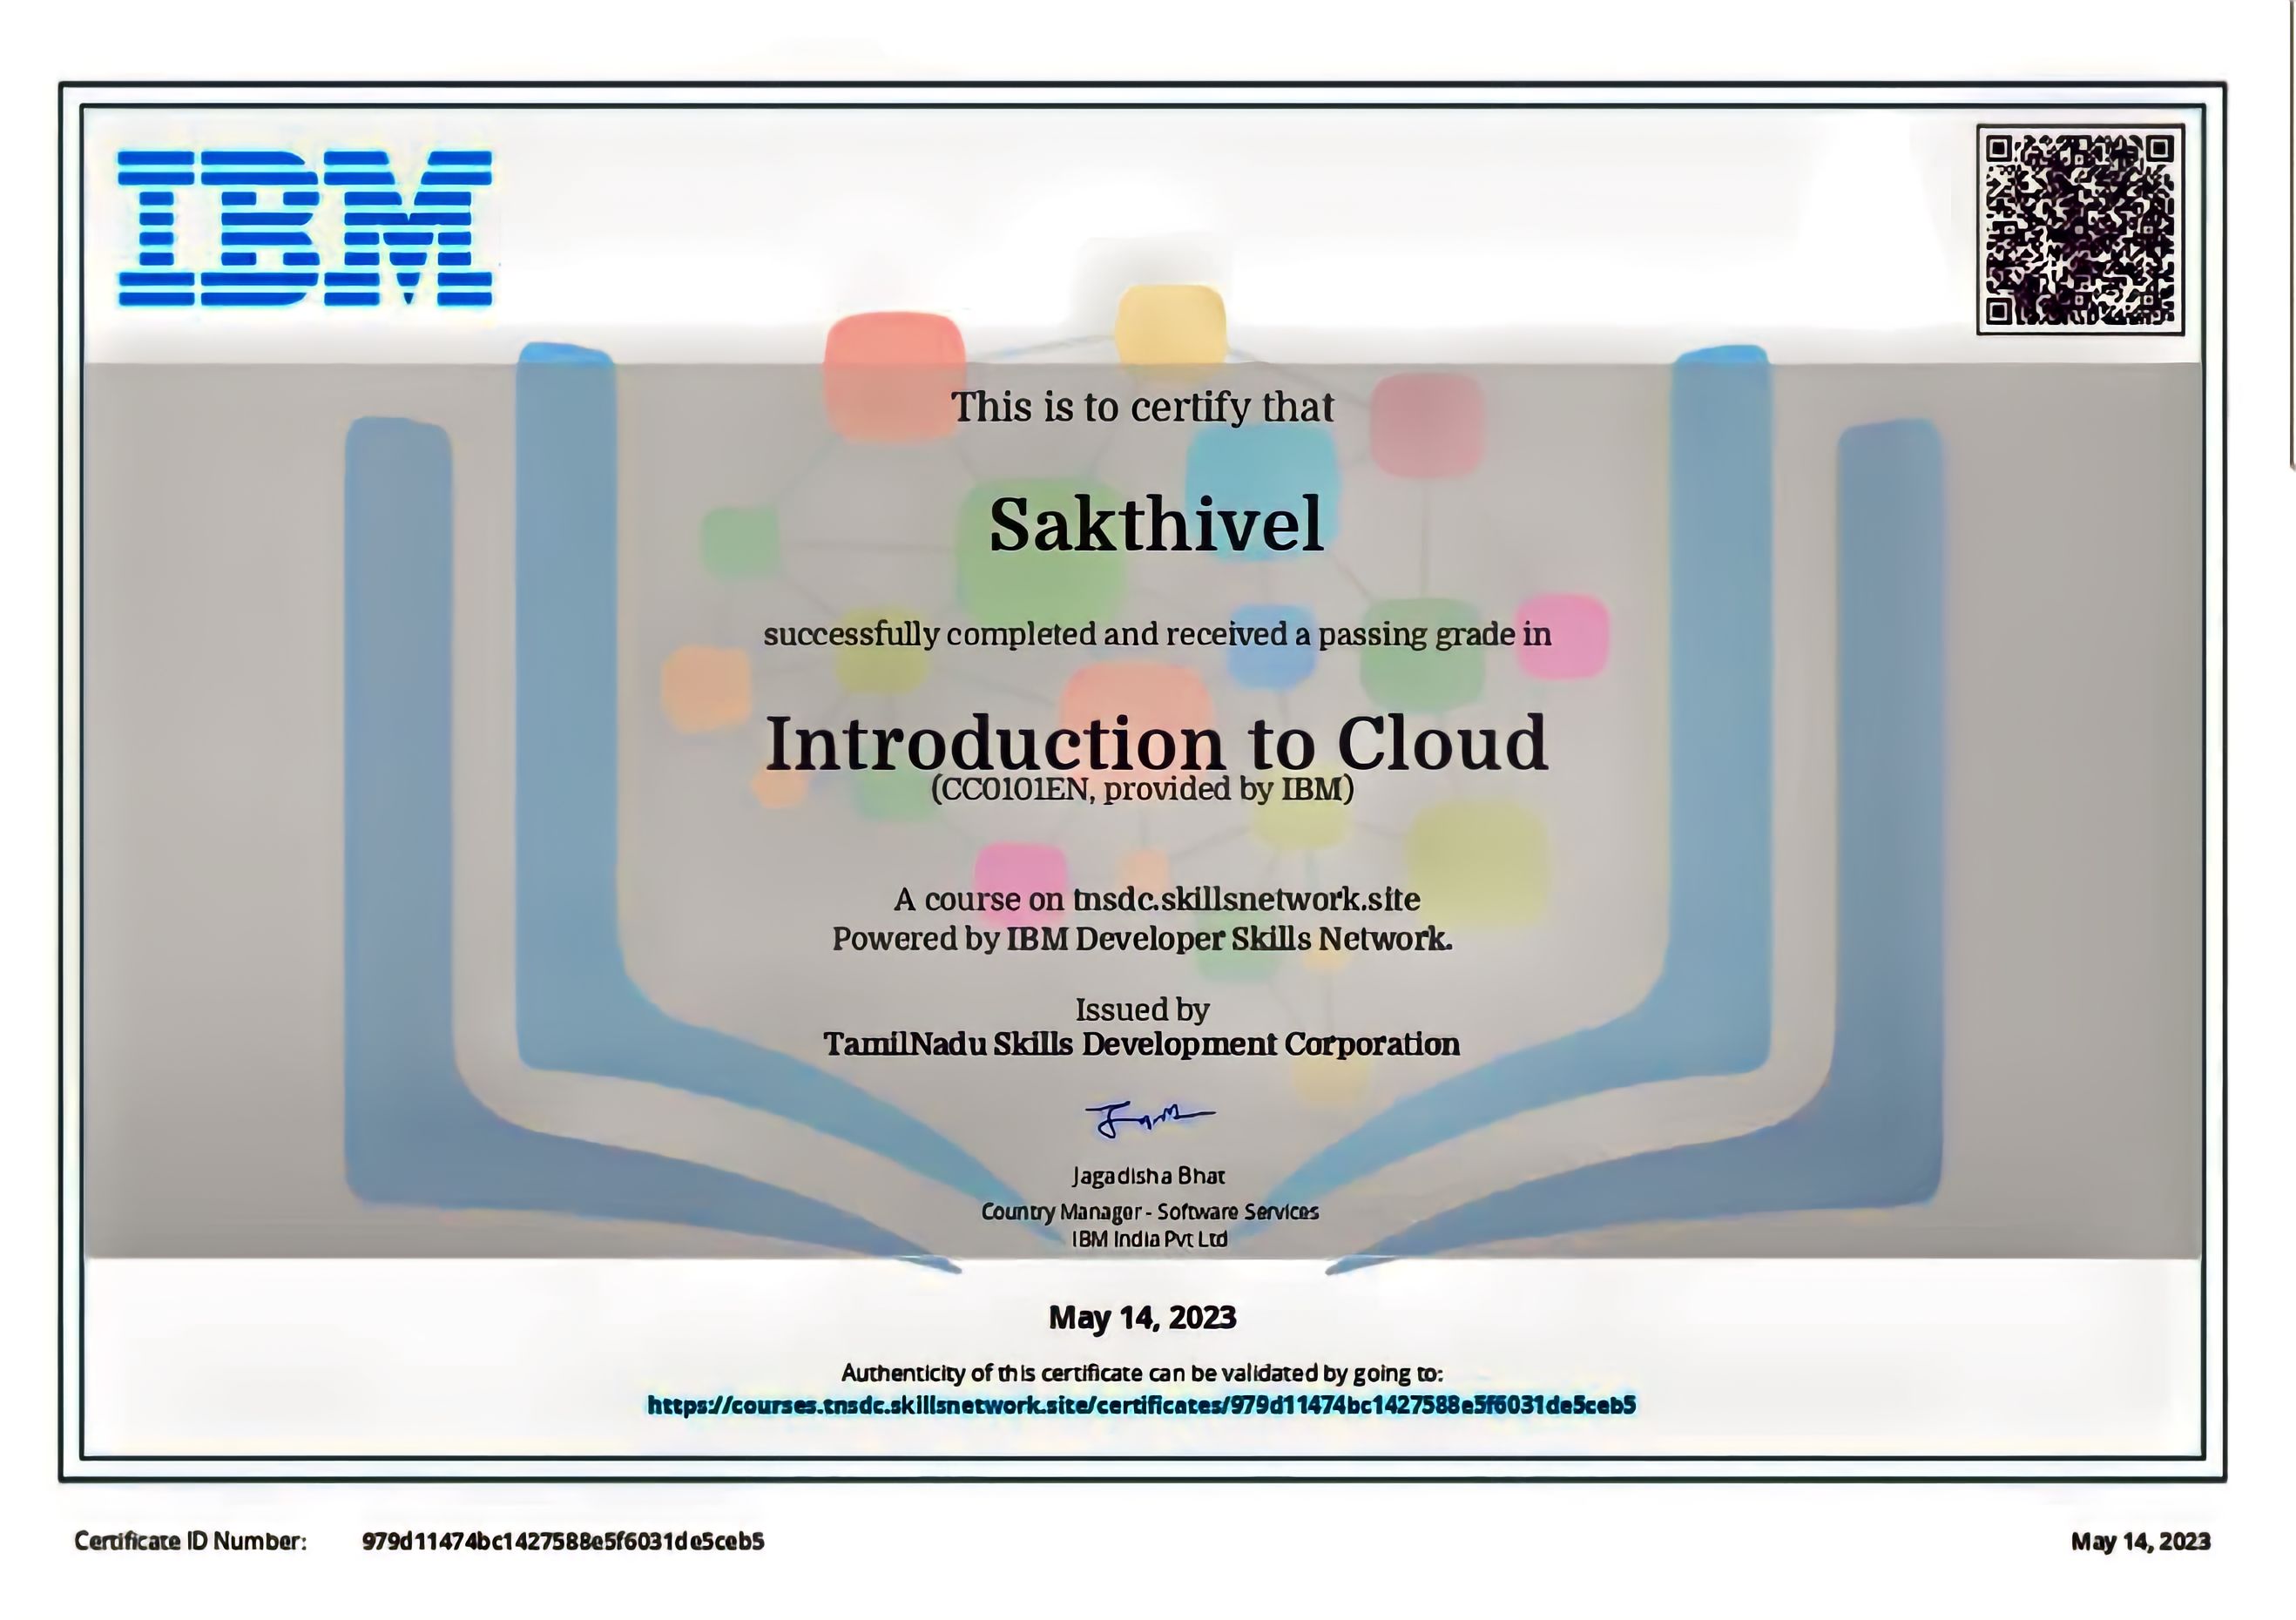 IBM
This is to certify that
Sakthivel
successfully completed and received a passing grade in
Introduction to Cloud
(CC0101EN, provided by IBM)
A course on tnsdc.skillsnetwork.site
Powered by IBM Developer Skills Network.
Issued by
TamilNadu Skills Development Corporation
Jagadisha Bhat
Country Manager - Software Services
IBM India Pvt Ltd
May 14, 2023
Authenticity of this certificate can be validated by going to:
https://courses.tnsdc.skillsnetwork.site/certificates/979d11474bc1427588e5f6031de5ceb5
Certificate ID Number: 979d11474bc1427588e5f6031de5ceb5
May 14, 2023